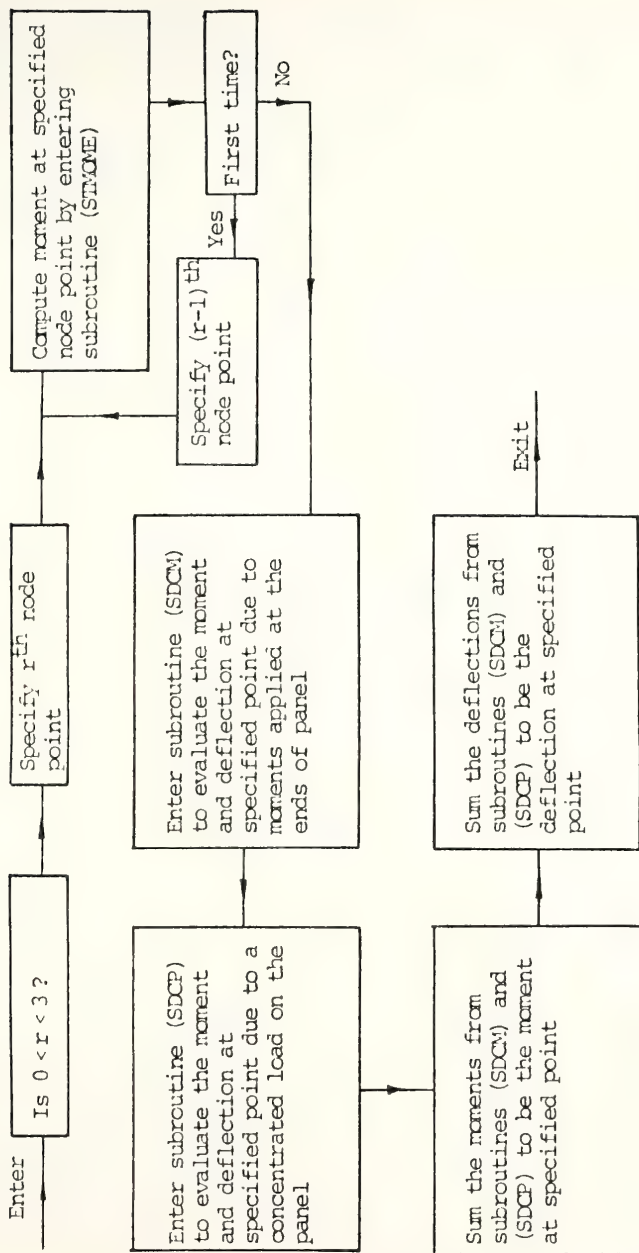 Enter
Is 0 < r < 3 ?
Specify rth node
point
Compute moment at specified
node point by entering
subroutine (STMOME)
First time?
Yes
No
Specify (r-1)th
node point
Enter subroutine (SDCM)
to evaluate the moment
and deflection at
specified point due to
moments applied at the
ends of panel
Enter subroutine (SDCP)
to evaluate the moment
and deflection at
specified point due to a
concentrated load on the
panel
Sum the moments from
subroutines (SDCM) and
(SDCP) to be the moment
at specified point
Sum the deflections from
subroutines (SDCM) and
(SDCP) to be the
deflection at specified
point
Exit